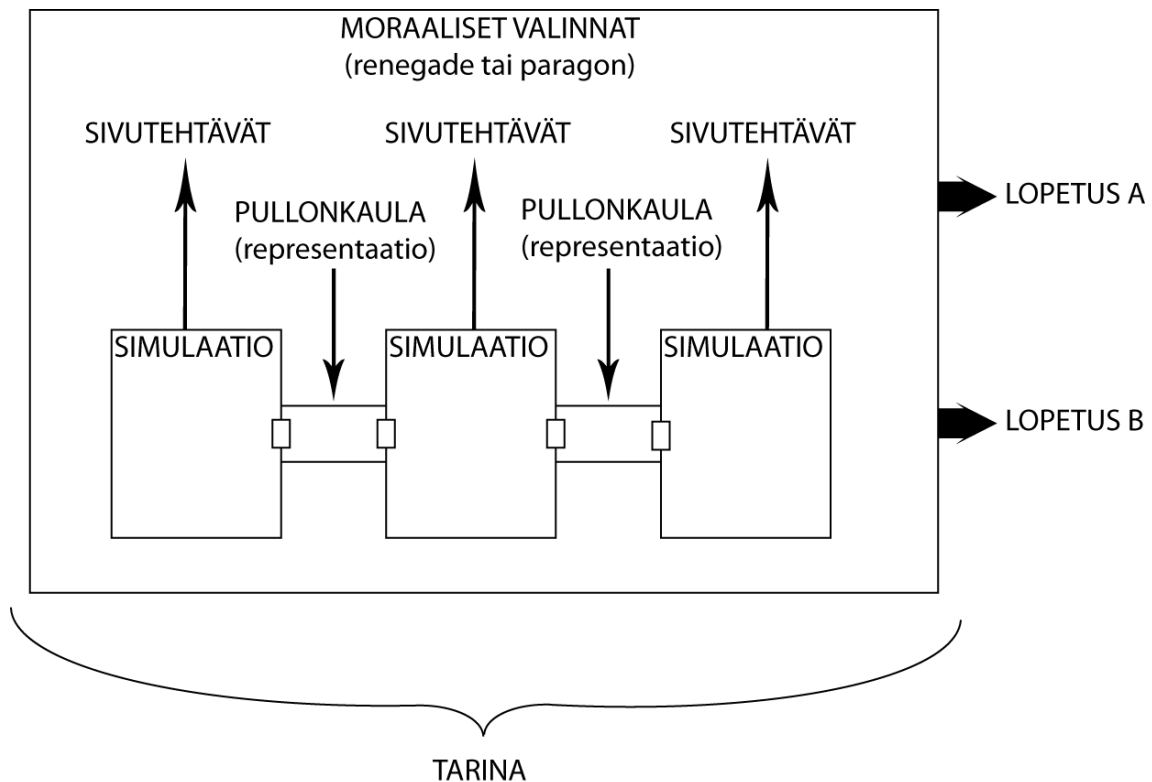 MORAALISET VALINNAT
(renegade tai paragon)
SIVUTEHTÄVÄT
SIVUTEHTÄVÄT
SIVUTEHTÄVÄT
PULLONKAULA
(representaatio)
PULLONKAULA
(representaatio)
LOPETUS A
SIMULAATIO
SIMULAATIO
SIMULAATIO
LOPETUS B
TARINA